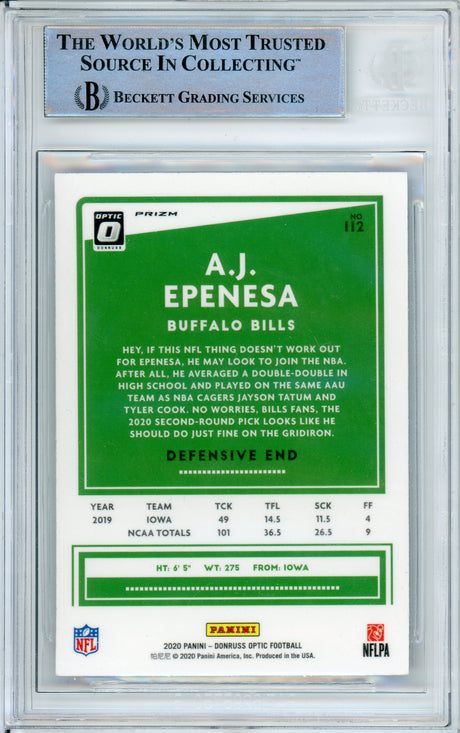 THE WORLD'S MOST TRUSTED
SOURCE IN COLLECTING™
B BECKETT GRADING SERVICES
BECKETT
OPTIC
O
DONRUSS
PRIZM
NO
112
A.J.
EPENESA
BUFFALO BILLS
HEY, IF THIS NFL THING DOESN'T WORK OUT
FOR EPENESA, HE MAY LOOK TO JOIN THE NBA.
AFTER ALL, HE AVERAGED A DOUBLE-DOUBLE IN
HIGH SCHOOL AND PLAYED ON THE SAME AAU
TEAM AS NBA CAGERS JAYSON TATUM AND
TYLER COOK. NO WORRIES, BILLS FANS, THE
2020 SECOND-ROUND PICK LOOKS LIKE HE
SHOULD DO JUST FINE ON THE GRIDIRON.
DEFENSIVE END
YEAR TEAM TCK TFL SCK FF
2019 IOWA 49 14.5 11.5 4
NCAA TOTALS 101 36.5 26.5 9
HT: 6' 5" WT: 275 FROM: IOWA
NFL
PANINI
NFLPA
2020 PANINI – DONRUSS OPTIC FOOTBALL
帕尼尼 © 2020 Panini America, Inc. Produced in the USA.